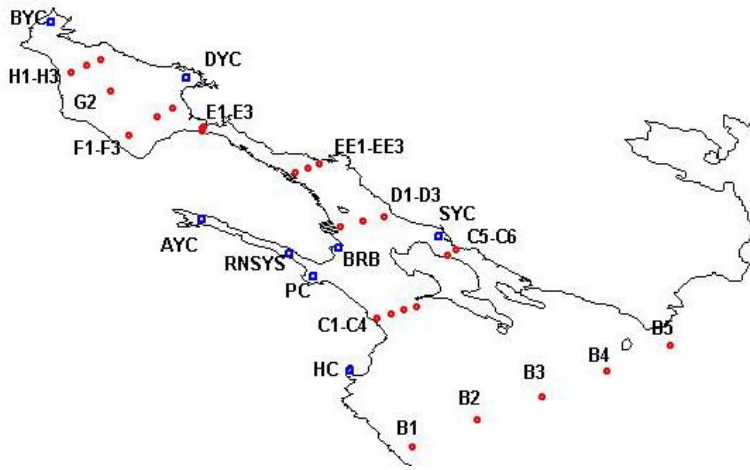 BYC
DYC
H1-H3
G2
E1-E3
F1-F3
EE1-EE3
D1-D3
SYC
AYC
C5-C6
BRB
RNSYS
PC
C1-C4
B5
HC
B4
B3
B2
B1